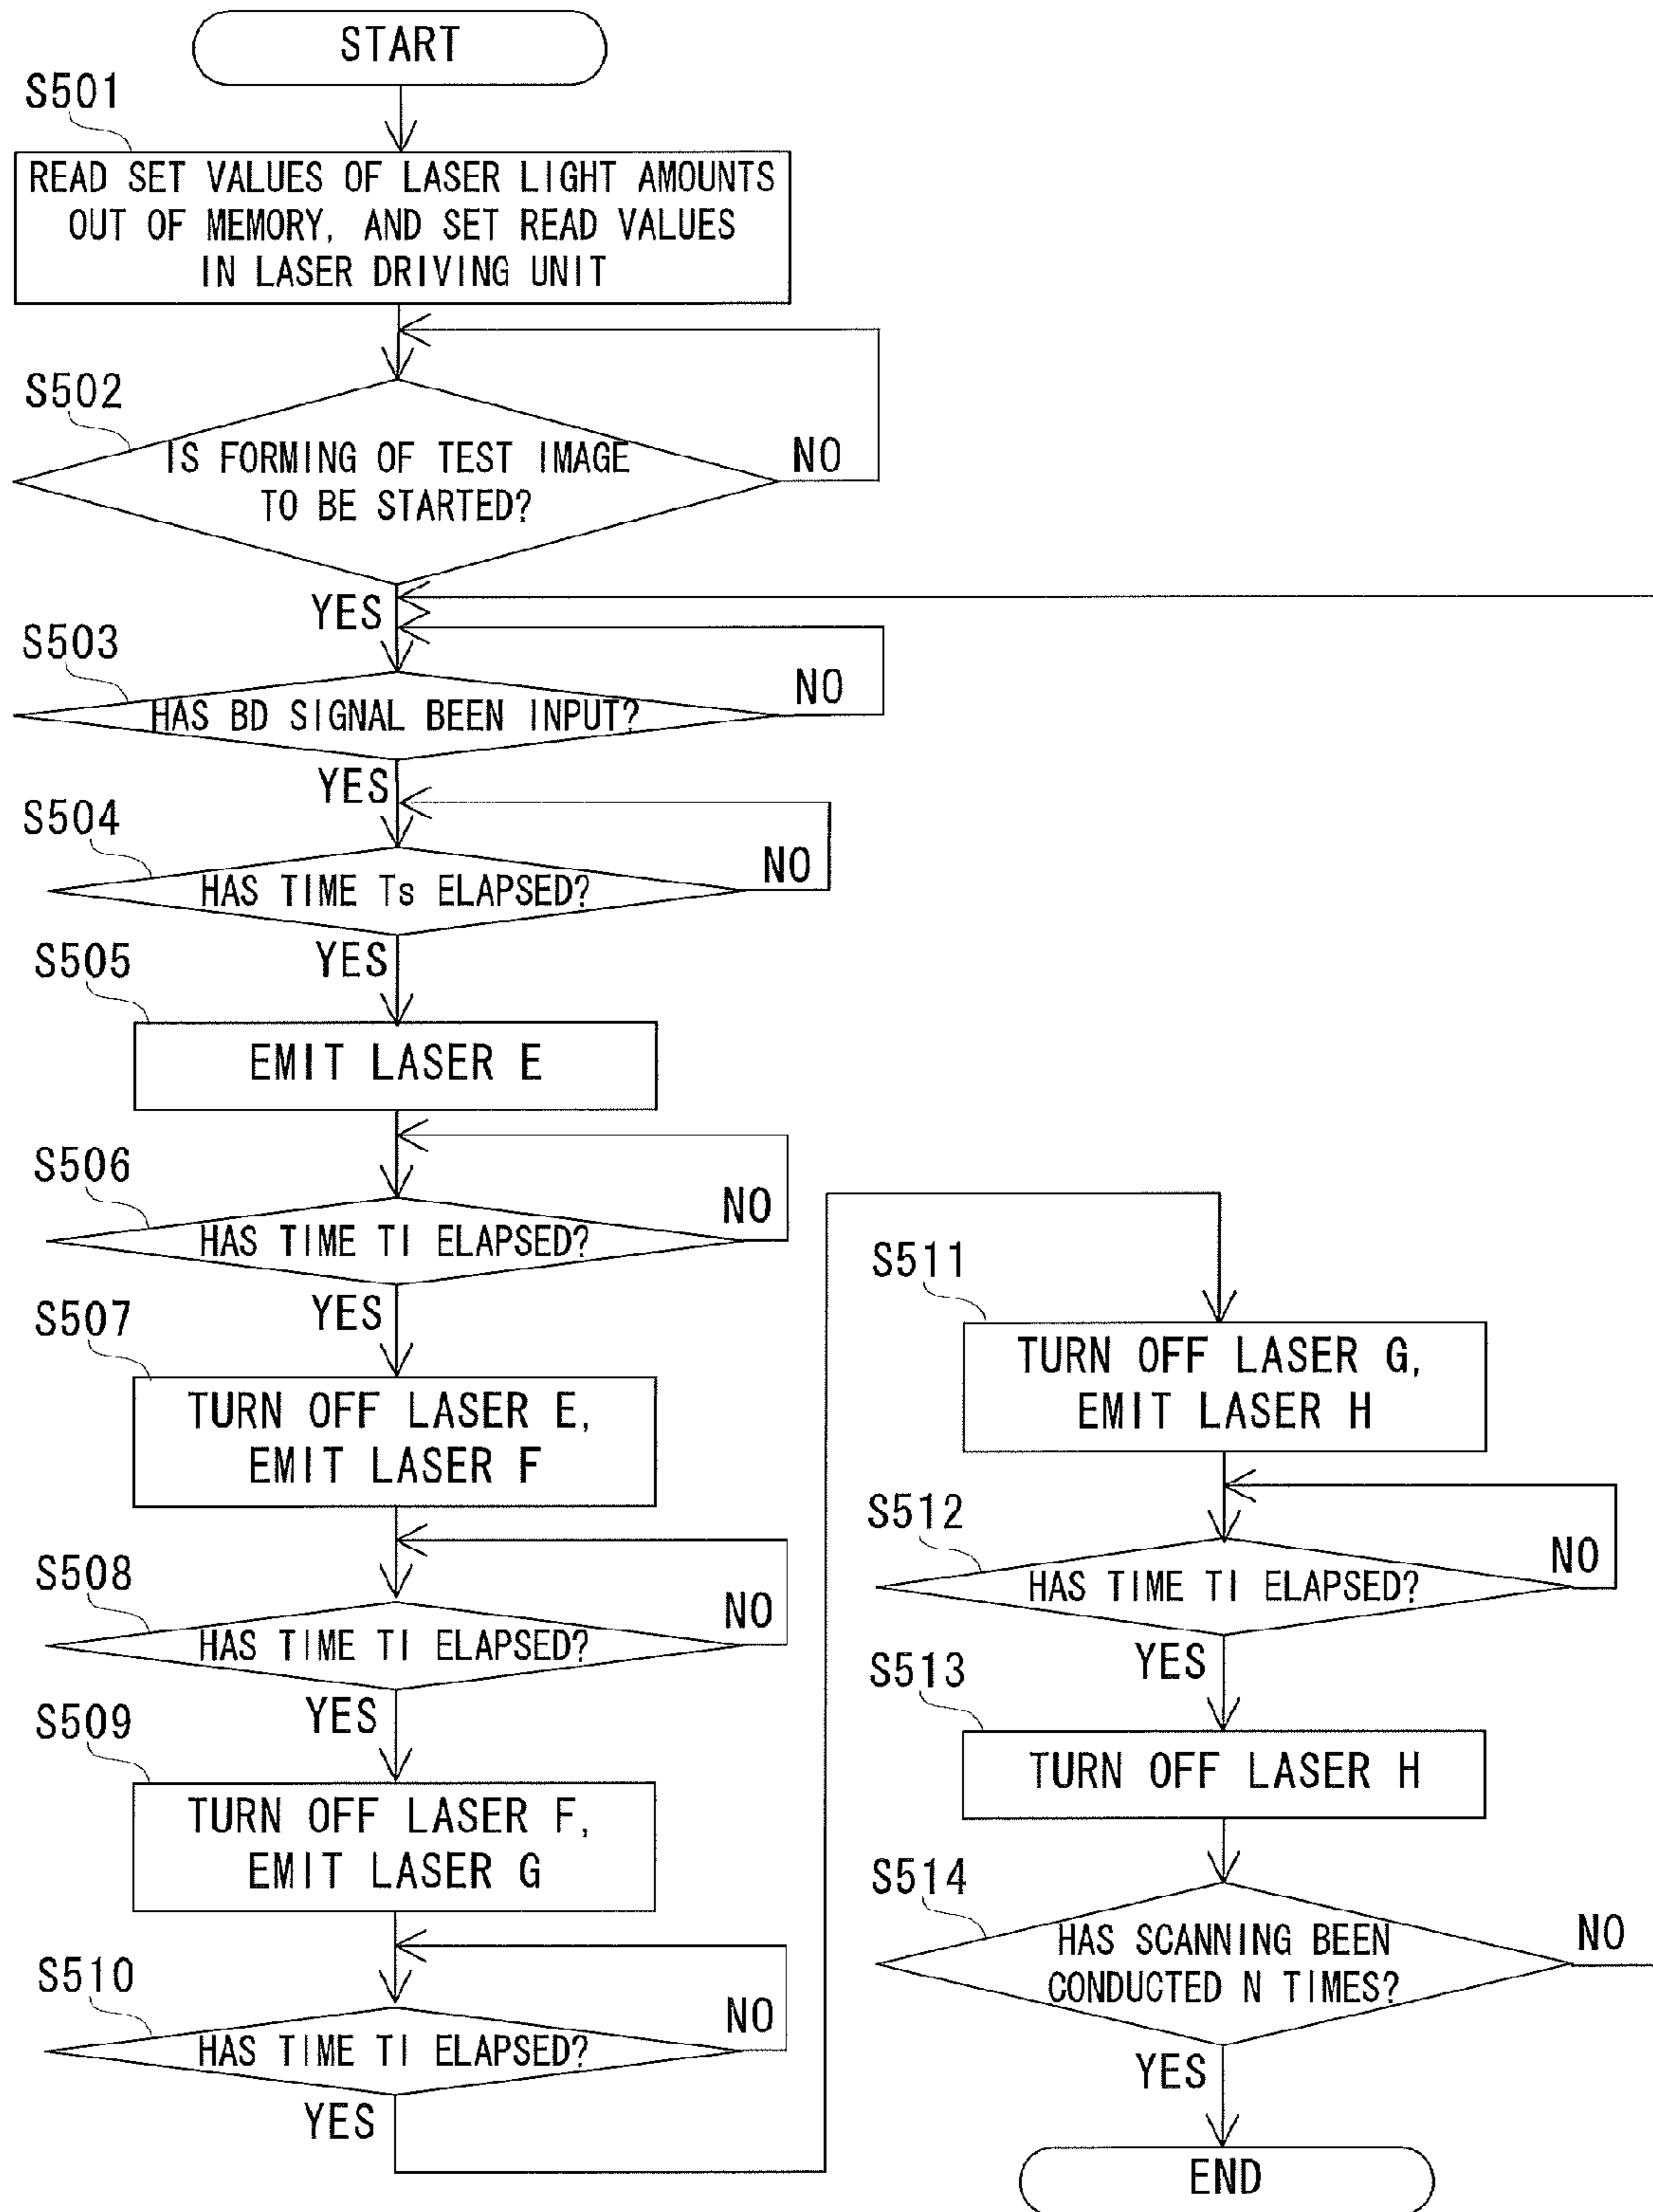 START
S501
READ SET VALUES OF LASER LIGHT AMOUNTS
OUT OF MEMORY, AND SET READ VALUES
IN LASER DRIVING UNIT
S502
IS FORMING OF TEST IMAGE
TO BE STARTED?
NO
YES
S503
HAS BD SIGNAL BEEN INPUT?
NO
YES
S504
HAS TIME Ts ELAPSED?
NO
YES
S505
EMIT LASER E
S506
HAS TIME TI ELAPSED?
NO
YES
S507
TURN OFF LASER E,
EMIT LASER F
S508
HAS TIME TI ELAPSED?
NO
YES
S509
TURN OFF LASER F,
EMIT LASER G
S510
HAS TIME TI ELAPSED?
NO
YES
S511
TURN OFF LASER G,
EMIT LASER H
S512
HAS TIME TI ELAPSED?
NO
YES
S513
TURN OFF LASER H
S514
HAS SCANNING BEEN
CONDUCTED N TIMES?
NO
YES
END